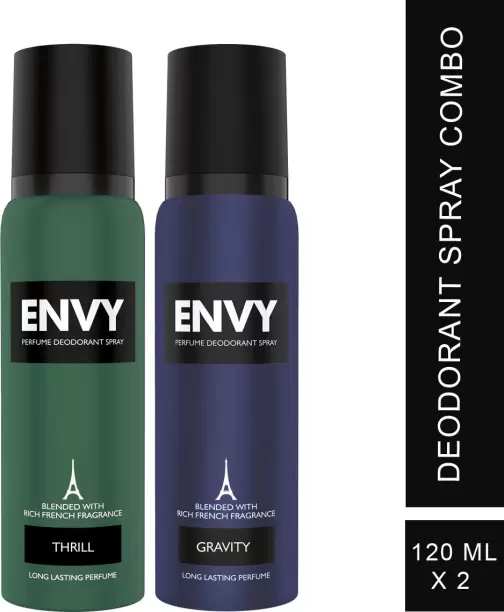 ENVY
PERFUME DEODORANT SPRAY
BLENDED WITH
RICH FRENCH FRAGRANCE
THRILL
LONG LASTING PERFUME
ENVY
PERFUME DEODORANT SPRAY
BLENDED WITH
RICH FRENCH FRAGRANCE
GRAVITY
LONG LASTING PERFUME
DEODORANT SPRAY COMBO
120 ML
X 2